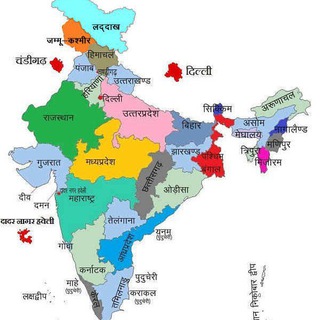 लद्दाख
जम्मू-कश्मीर
हिमाचल
चंडीगढ़
पंजाब
उत्तराखण्ड
हरियाणा
दिल्ली
दिल्ली
अरूणाचल
सिक्किम
राजस्थान
उत्तरप्रदेश
बिहार
असोम
नागालैण्ड
मेघालय
मणिपुर
झारखण्ड
त्रिपुरा
मिजोरम
पश्चिम
बंगाल
गुजरात
मध्यप्रदेश
छत्तीसगढ़
दीव
दमन
ओड़ीसा
महाराष्ट्र
दादर नागर हवेली
तेलंगाना
गोवा
यनम
(पुदुचेरी)
आंध्रप्रदेश
कर्नाटक
माहे
(पुदुचेरी)
पुदुचेरी
लक्षद्वीप
केरल
तमिलनाडु
कराकल
(पुदुचेरी)
निकोबार द्वीप